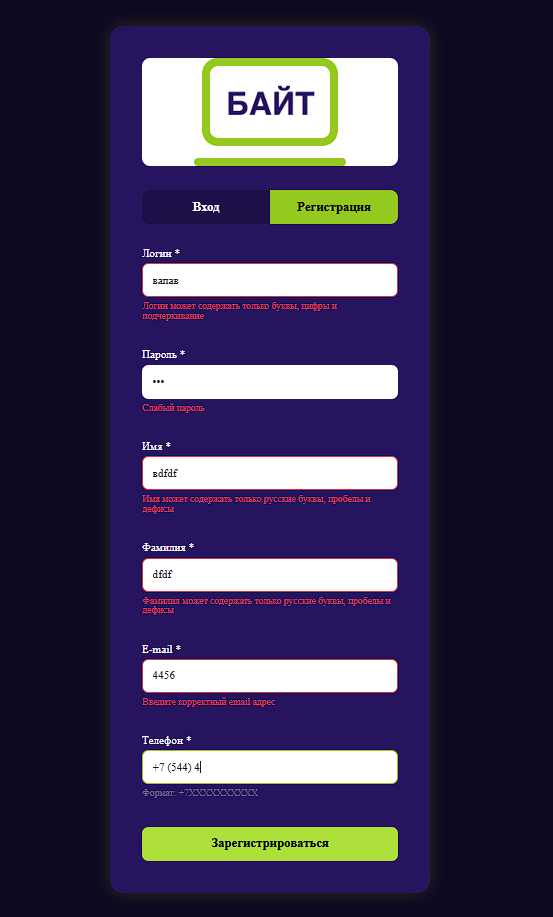 БАЙТ
Вход
Регистрация
Логин *
вапав
Логин может содержать только буквы, цифры и
подчеркивание
Пароль *
•••
Слабый пароль
Имя *
вdfdf
Имя может содержать только русские буквы, пробелы и
дефисы
Фамилия *
dfdf
Фамилия может содержать только русские буквы, пробелы и
дефисы
E-mail *
4456
Введите корректный email адрес
Телефон *
+7 (544) 4
Формат: +7XXXXXXXXXX
Зарегистрироваться